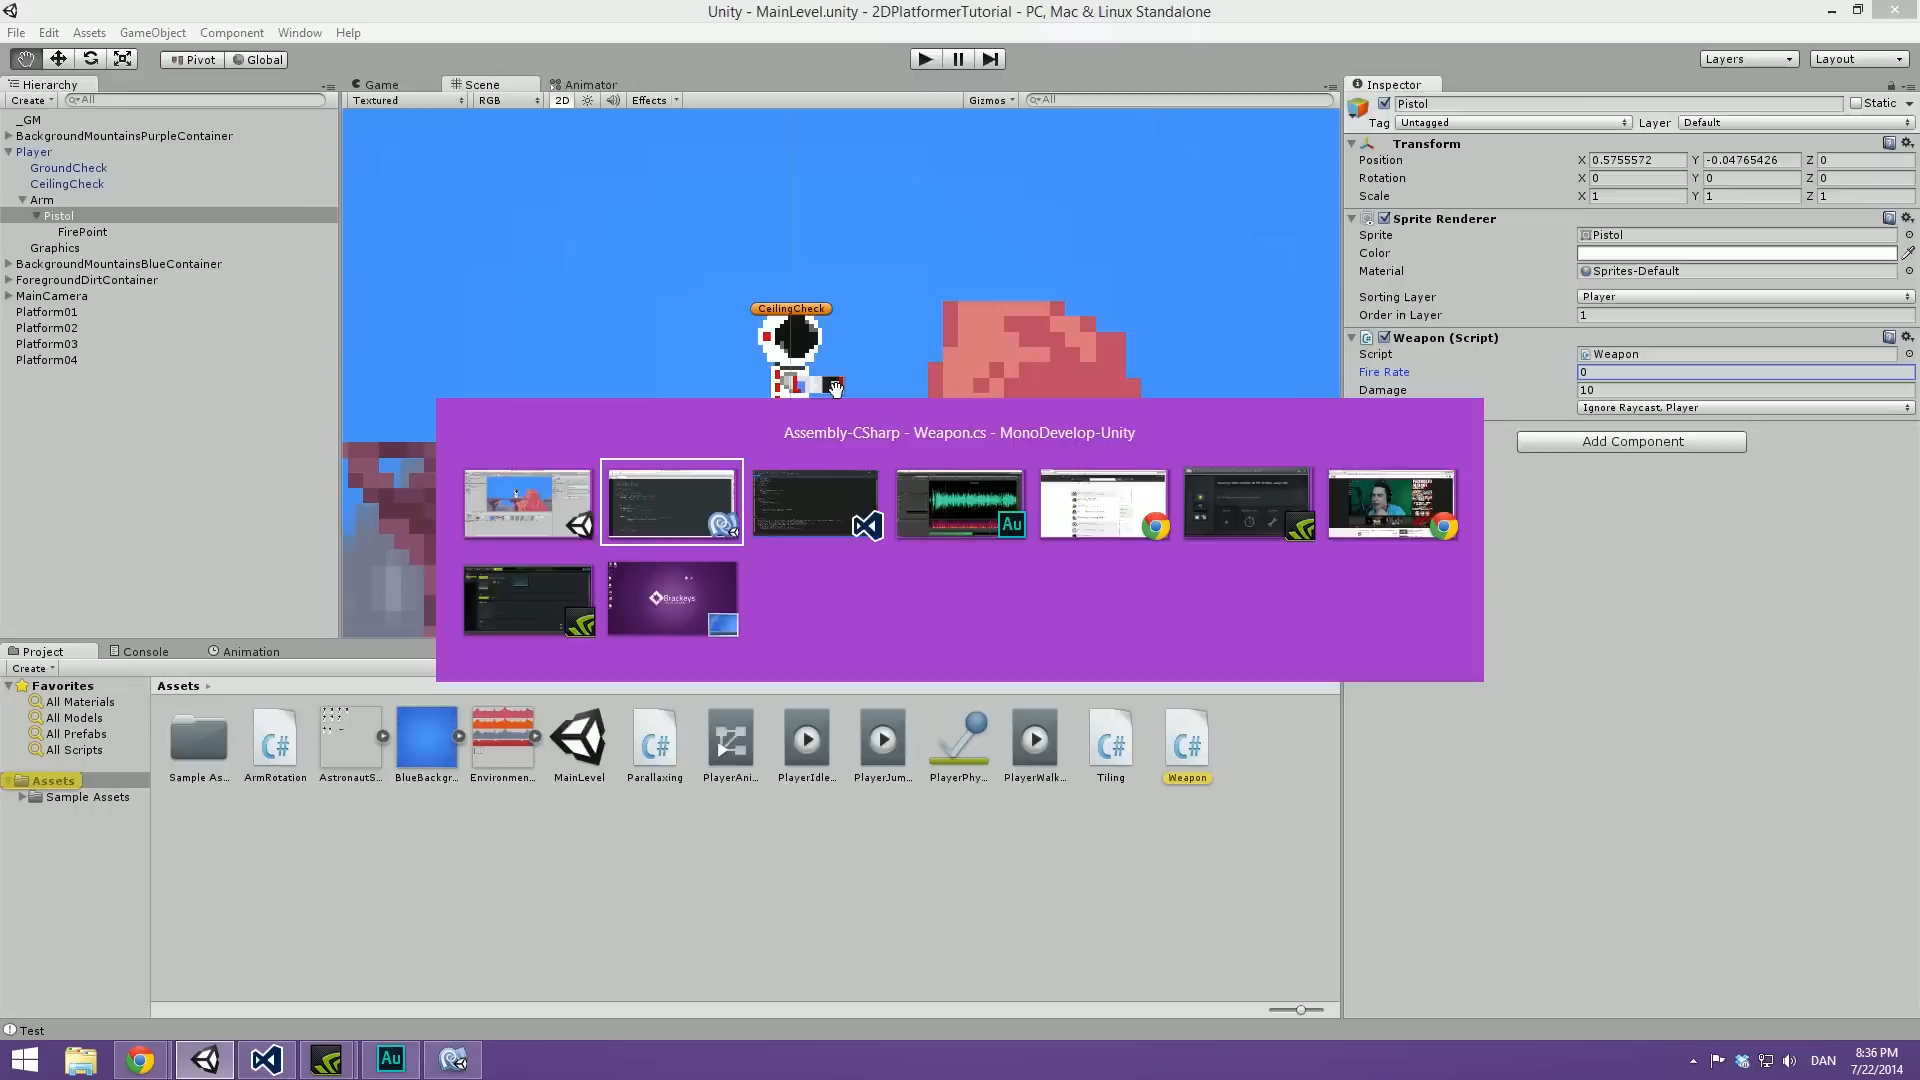 Unity - MainLevel.unity - 2DPlatformerTutorial - PC, Mac & Linux Standalone
File Edit Assets GameObject Component Window Help
Pivot Global Layers Layout
Hierarchy
Create All
_GM
BackgroundMountainsPurpleContainer
Player
GroundCheck
CeilingCheck
Arm
Pistol
FirePoint
Graphics
BackgroundMountainsBlueContainer
ForegroundDirtContainer
MainCamera
Platform01
Platform02
Platform03
Platform04
Game Scene Animator
Textured RGB 2D Effects Gizmos All
CeilingCheck
Inspector
Pistol Static
Tag Untagged Layer Default
Transform
Position X 0.5755572 Y -0.04765426 Z 0
Rotation X 0 Y 0 Z 0
Scale X 1 Y 1 Z 1
Sprite Renderer
Sprite Pistol
Color
Material Sprites-Default
Sorting Layer Player
Order in Layer 1
Weapon (Script)
Script Weapon
Fire Rate 0
Damage 10
Ignore Raycast, Player
Add Component
Assembly-CSharp - Weapon.cs - MonoDevelop-Unity
Au
Brackeys
Project Console Animation
Create
Favorites
All Materials
All Models
All Prefabs
All Scripts
Assets
Sample Assets
Assets
C# C# C# C#
Sample As... ArmRotation AstronautS... BlueBackgr... Environmen... MainLevel Parallaxing PlayerAni... PlayerIdle... PlayerJum... PlayerPhy... PlayerWalk... Tiling Weapon
Test
Au
DAN
8:36 PM
7/22/2014